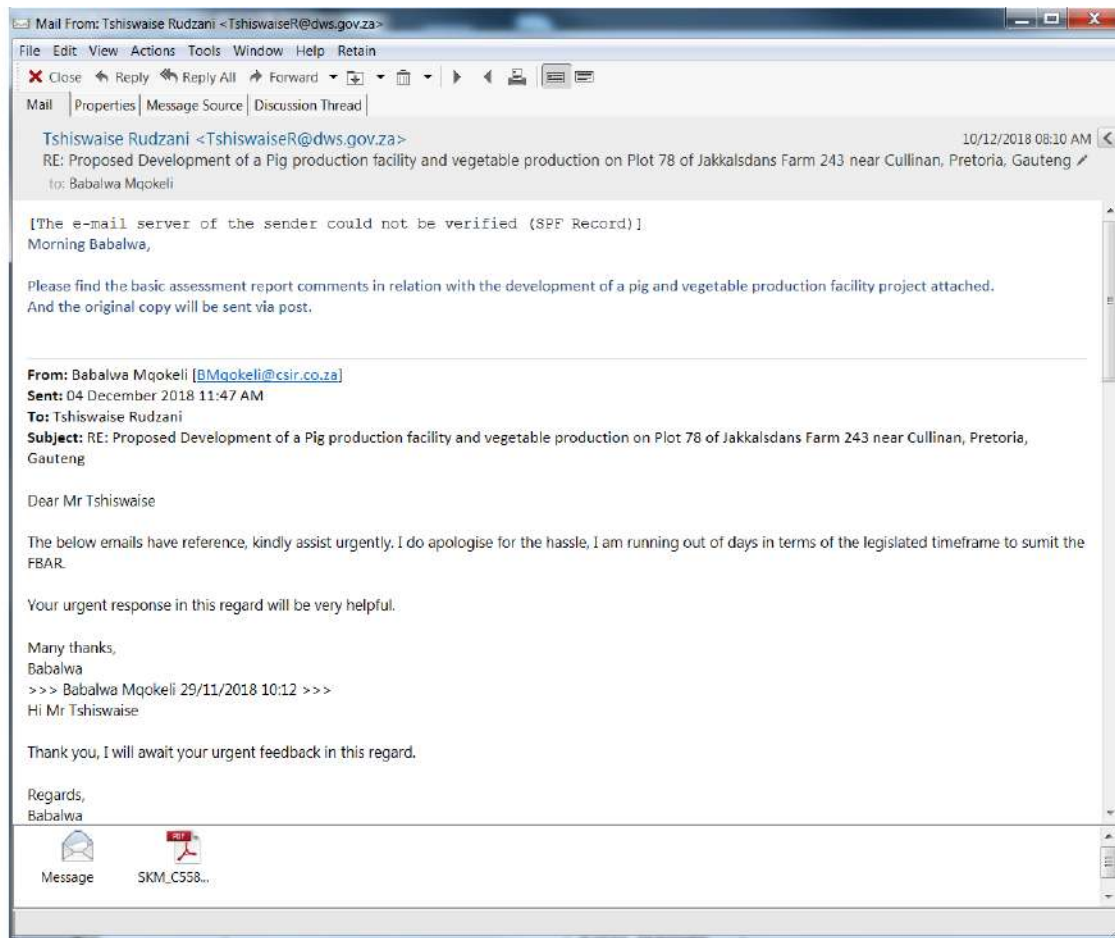 Mail From: Tshiswaise Rudzani <TshiswaiseR@dws.gov.za>
File Edit View Actions Tools Window Help Retain
Close Reply Reply All Forward
Mail Properties Message Source Discussion Thread
Tshiswaise Rudzani <TshiswaiseR@dws.gov.za> 10/12/2018 08:10 AM
RE: Proposed Development of a Pig production facility and vegetable production on Plot 78 of Jakkalsdans Farm 243 near Cullinan, Pretoria, Gauteng
to: Babalwa Mqokeli
[The e-mail server of the sender could not be verified (SPF Record)]
Morning Babalwa,
Please find the basic assessment report comments in relation with the development of a pig and vegetable production facility project attached.
And the original copy will be sent via post.
From: Babalwa Mqokeli [BMqokeli@csir.co.za]
Sent: 04 December 2018 11:47 AM
To: Tshiswaise Rudzani
Subject: RE: Proposed Development of a Pig production facility and vegetable production on Plot 78 of Jakkalsdans Farm 243 near Cullinan, Pretoria,
Gauteng
Dear Mr Tshiswaise
The below emails have reference, kindly assist urgently. I do apologise for the hassle, I am running out of days in terms of the legislated timeframe to sumit the
FBAR.
Your urgent response in this regard will be very helpful.
Many thanks,
Babalwa
>>> Babalwa Mqokeli 29/11/2018 10:12 >>>
Hi Mr Tshiswaise
Thank you, I will await your urgent feedback in this regard.
Regards,
Babalwa
PDF
Message SKM_C558...